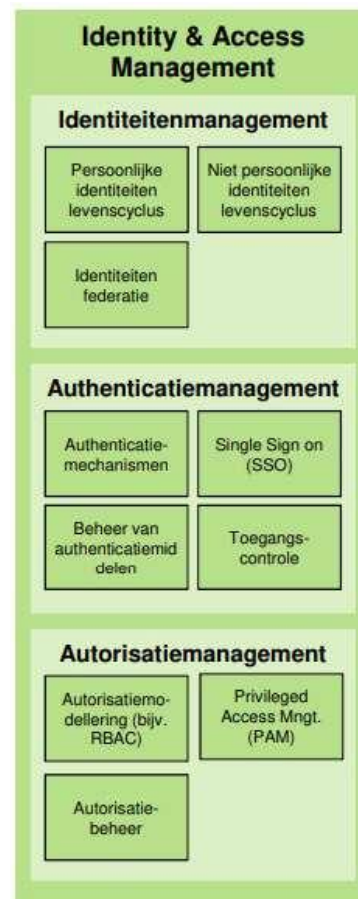 Identity & Access
Management
Identiteitenmanagement
Persoonlijke
identiteiten
levenscyclus
Niet persoonlijke
identiteiten
levenscyclus
Identiteiten
federatie
Authenticatiemanagement
Authenticatie-
mechanismen
Single Sign on
(SSO)
Beheer van
authenticatiemid
delen
Toegangs-
controle
Autorisatiemanagement
Autorisatiemo-
dellering (bijv.
RBAC)
Privileged
Access Mngt.
(PAM)
Autorisatie-
beheer